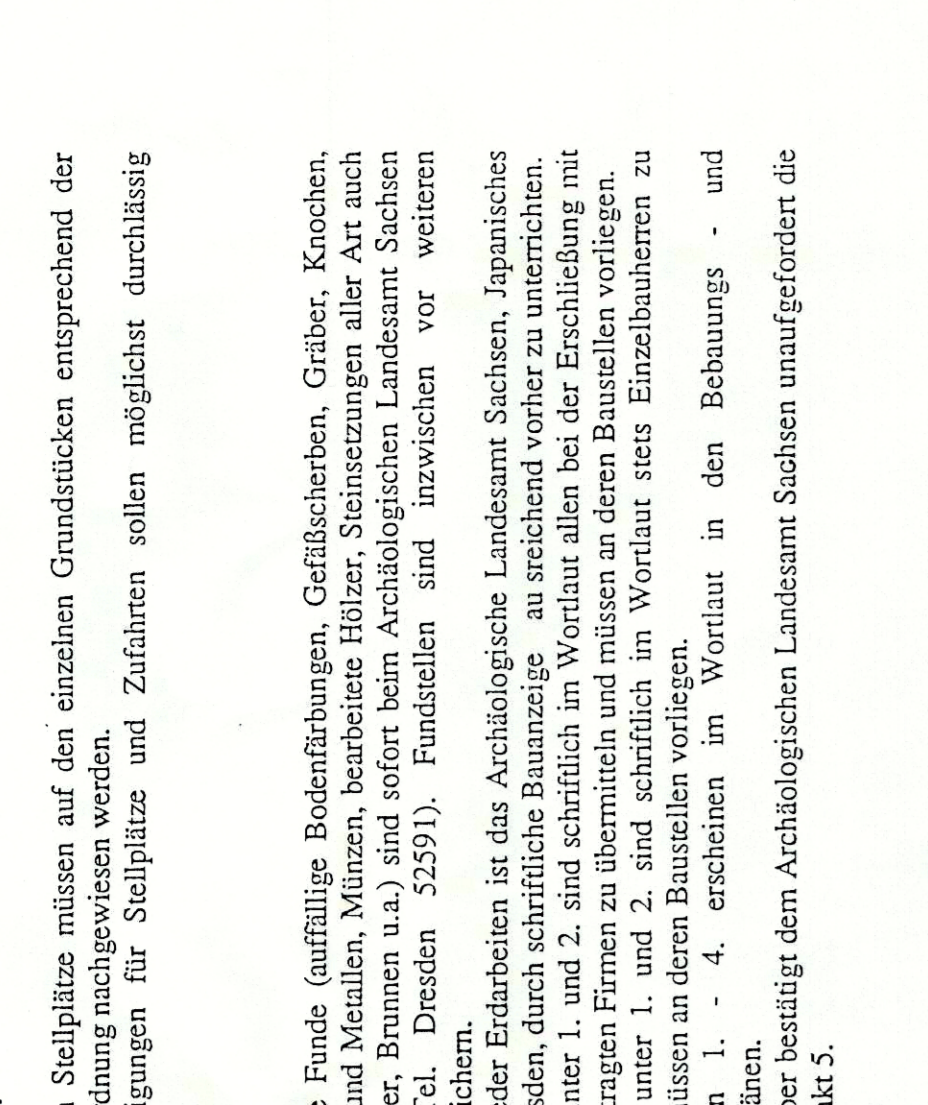 Stellplätze müssen auf den einzelnen Grundstücken entsprechend der
rdnung nachgewiesen werden.
igungen für Stellplätze und Zufahrten sollen möglichst durchlässig
e Funde (auffällige Bodenfärbungen, Gefäßscherben, Gräber, Knochen,
und Metallen, Münzen, bearbeitete Hölzer, Steinsetzungen aller Art auch
er, Brunnen u.a.) sind sofort beim Archäologischen Landesamt Sachsen
Tel. Dresden 52591). Fundstellen sind inzwischen vor weiteren
ichern.
eder Erdarbeiten ist das Archäologische Landesamt Sachsen, Japanisches
sden, durch schriftliche Bauanzeige au sreichend vorher zu unterrichten.
nter 1. und 2. sind schriftlich im Wortlaut allen bei der Erschließung mit
tragten Firmen zu übermitteln und müssen an deren Baustellen vorliegen.
unter 1. und 2. sind schriftlich im Wortlaut stets Einzelbauherren zu
nüssen an deren Baustellen vorliegen.
n 1. - 4. erscheinen im Wortlaut in den Bebauungs - und
änen.
ber bestätigt dem Archäologischen Landesamt Sachsen unaufgefordert die
nkt 5.